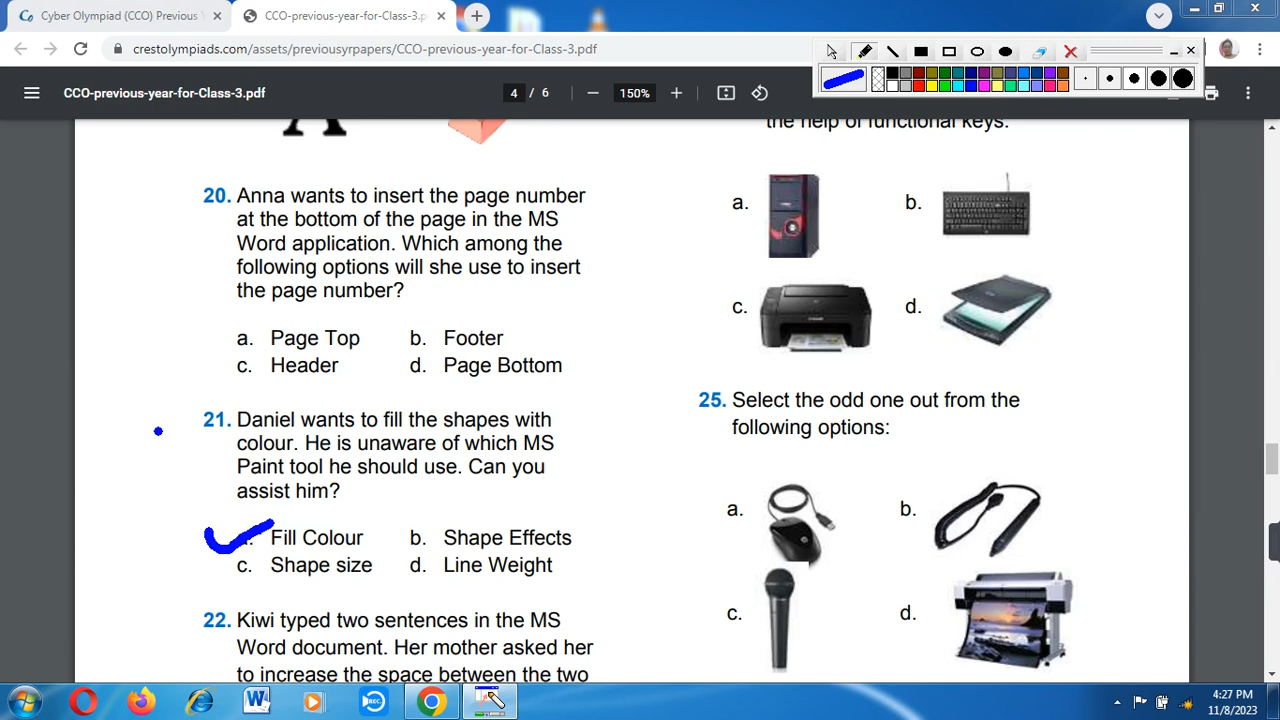 Cyber Olympiad (CCO) Previous Y
CCO-previous-year-for-Class-3.p
crestolympiads.com/assets/previousyrpapers/CCO-previous-year-for-Class-3.pdf
CCO-previous-year-for-Class-3.pdf
4 / 6
150%
20. Anna wants to insert the page number
at the bottom of the page in the MS
Word application. Which among the
following options will she use to insert
the page number?
a. Page Top b. Footer
c. Header d. Page Bottom
21. Daniel wants to fill the shapes with
colour. He is unaware of which MS
Paint tool he should use. Can you
assist him?
a. Fill Colour b. Shape Effects
c. Shape size d. Line Weight
22. Kiwi typed two sentences in the MS
Word document. Her mother asked her
to increase the space between the two
the help of functional keys.
a. b.
c. d.
25. Select the odd one out from the
following options:
a. b.
c. d.
REC
4:27 PM
11/8/2023